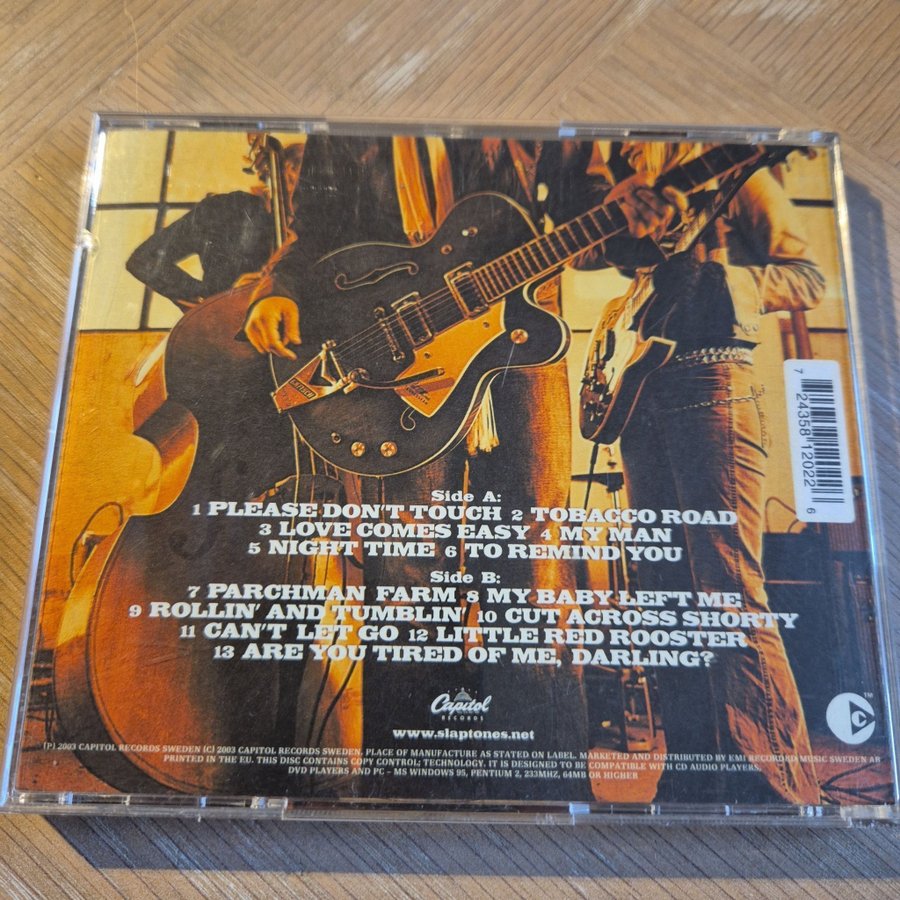 Side A:
1 PLEASE DON'T TOUCH 2 TOBACCO ROAD
3 LOVE COMES EASY 4 MY MAN
5 NIGHT TIME 6 TO REMIND YOU
Side B:
7 PARCHMAN FARM 8 MY BABY LEFT ME
9 ROLLIN' AND TUMBLIN' 10 CUT ACROSS SHORTY
11 CAN'T LET GO 12 LITTLE RED ROOSTER
13 ARE YOU TIRED OF ME, DARLING?
Capitol
RECORDS
www.slaptones.net
(P) 2003 CAPITOL RECORDS SWEDEN (C) 2003 CAPITOL RECORDS SWEDEN. PLACE OF MANUFACTURE AS STATED ON LABEL. MARKETED AND DISTRIBUTED BY EMI RECORDED MUSIC SWEDEN AB
PRINTED IN THE EU. THIS DISC CONTAINS COPY CONTROL; TECHNOLOGY. IT IS DESIGNED TO BE COMPATIBLE WITH CD AUDIO PLAYERS,
DVD PLAYERS AND PC – MS WINDOWS 95, PENTIUM 2, 233MHZ, 64MB OR HIGHER
7 24358 12022 6
GRETSCH
TM